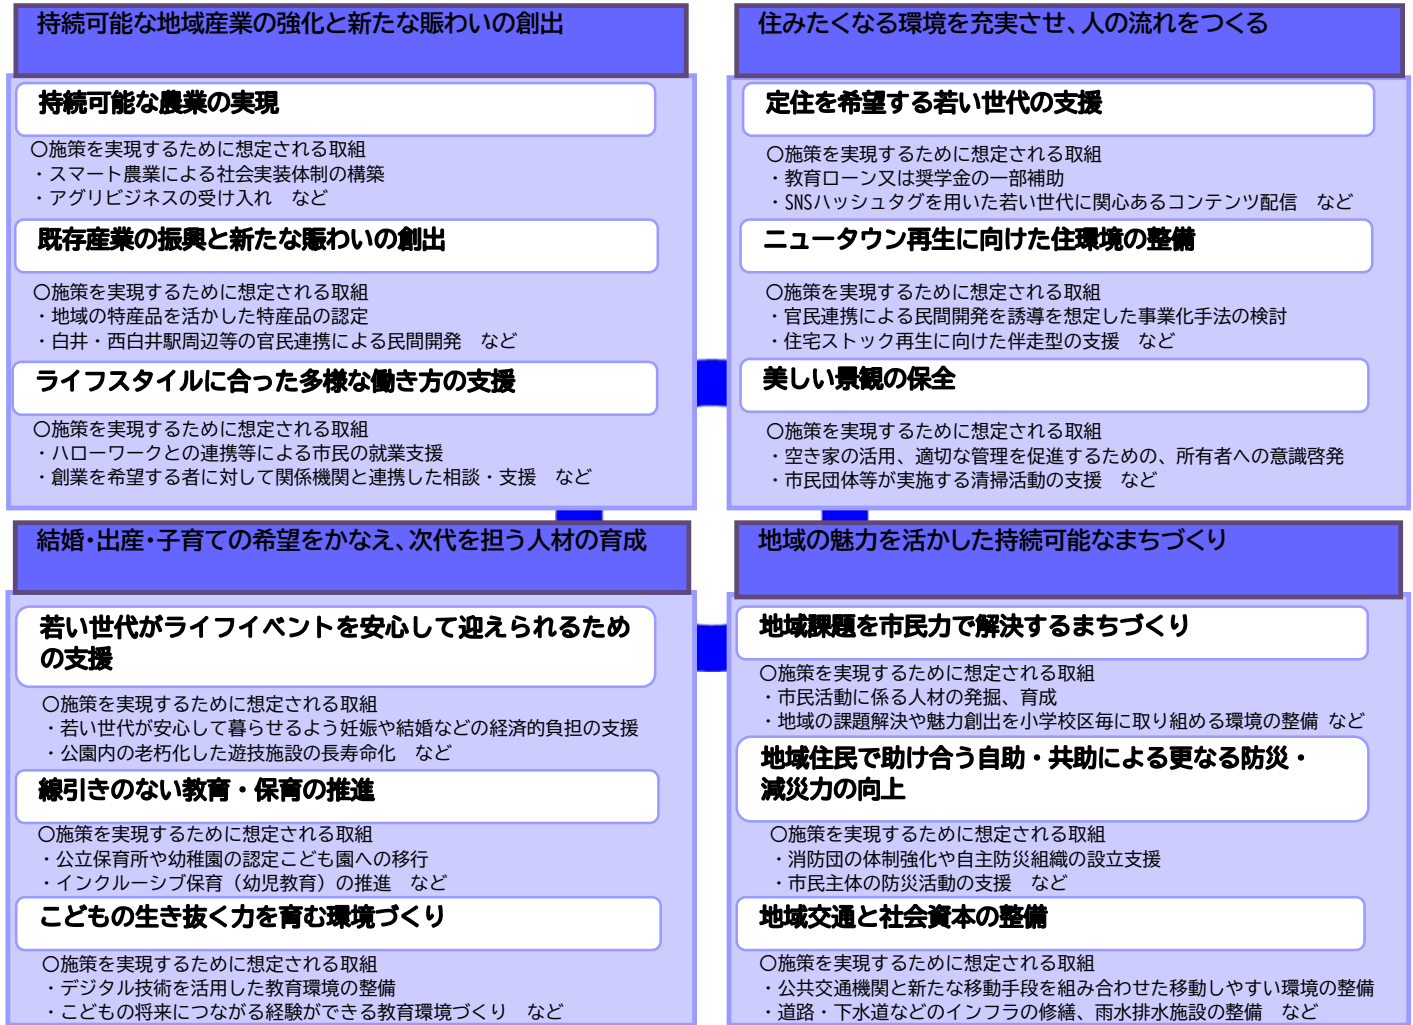 持続可能な地域産業の強化と新たな賑わいの創出
持続可能な農業の実現
〇施策を実現するために想定される取組
・スマート農業による社会実装体制の構築
・アグリビジネスの受け入れ　など
既存産業の振興と新たな賑わいの創出
〇施策を実現するために想定される取組
・地域の特産品を活かした特産品の認定
・白井・西白井駅周辺等の官民連携による民間開発　など
ライフスタイルに合った多様な働き方の支援
〇施策を実現するために想定される取組
・ハローワークとの連携等による市民の就業支援
・創業を希望する者に対して関係機関と連携した相談・支援　など
住みたくなる環境を充実させ、人の流れをつくる
定住を希望する若い世代の支援
〇施策を実現するために想定される取組
・教育ローン又は奨学金の一部補助
・SNSハッシュタグを用いた若い世代に関心あるコンテンツ配信　など
ニュータウン再生に向けた住環境の整備
〇施策を実現するために想定される取組
・官民連携による民間開発を誘導を想定した事業化手法の検討
・住宅ストック再生に向けた伴走型の支援　など
美しい景観の保全
〇施策を実現するために想定される取組
・空き家の活用、適切な管理を促進するための、所有者への意識啓発
・市民団体等が実施する清掃活動の支援　など
結婚・出産・子育ての希望をかなえ、次代を担う人材の育成
若い世代がライフイベントを安心して迎えられるため
の支援
〇施策を実現するために想定される取組
・若い世代が安心して暮らせるよう妊娠や結婚などの経済的負担の支援
・公園内の老朽化した遊技施設の長寿命化　など
線引きのない教育・保育の推進
〇施策を実現するために想定される取組
・公立保育所や幼稚園の認定こども園への移行
・インクルーシブ保育（幼児教育）の推進　など
こどもの生き抜く力を育む環境づくり
〇施策を実現するために想定される取組
・デジタル技術を活用した教育環境の整備
・こどもの将来につながる経験ができる教育環境づくり　など
地域の魅力を活かした持続可能なまちづくり
地域課題を市民力で解決するまちづくり
〇施策を実現するために想定される取組
・市民活動に係る人材の発掘、育成
・地域の課題解決や魅力創出を小学校区毎に取り組める環境の整備 など
地域住民で助け合う自助・共助による更なる防災・
減災力の向上
〇施策を実現するために想定される取組
・消防団の体制強化や自主防災組織の設立支援
・市民主体の防災活動の支援　など
地域交通と社会資本の整備
〇施策を実現するために想定される取組
・公共交通機関と新たな移動手段を組み合わせた移動しやすい環境の整備
・道路・下水道などのインフラの修繕、雨水排水施設の整備　など